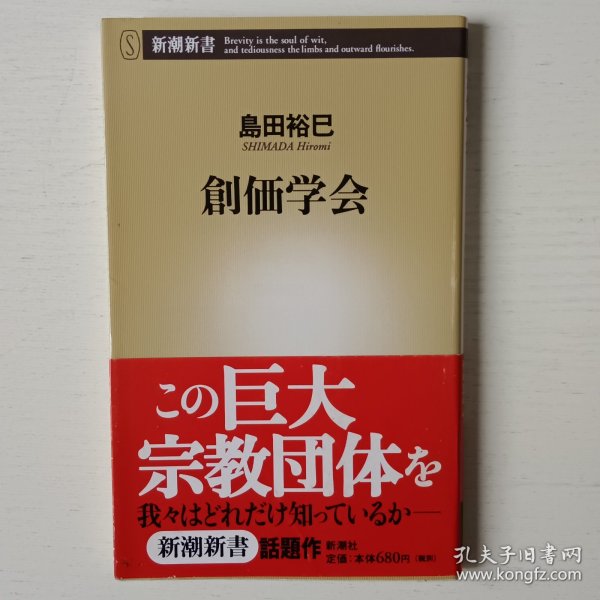 S
新潮新書
Brevity is the soul of wit,
and tediousness the limbs and outward flourishes.
島田裕巳
SHIMADA Hiromi
創価学会
この巨大
宗教団体を
我々はどれだけ知っているか――
新潮新書 話題作
新潮社
定価：本体680円（税別）
孔夫子旧书网
www.kongfz.com